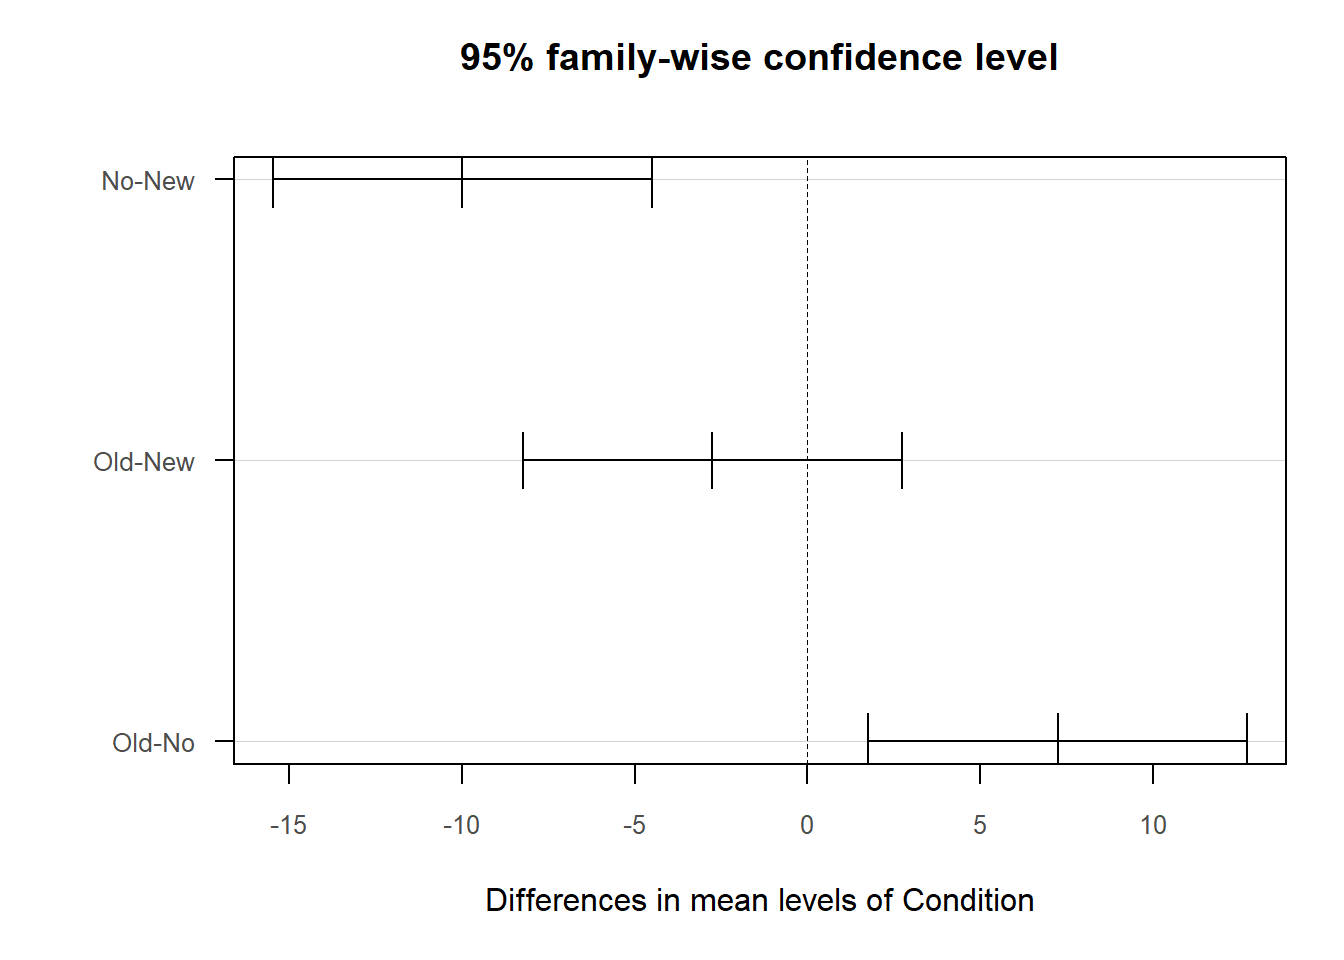 95% family-wise confidence level
No-New
Old-New
Old-No
-15 -10 -5 0 5 10
Differences in mean levels of Condition